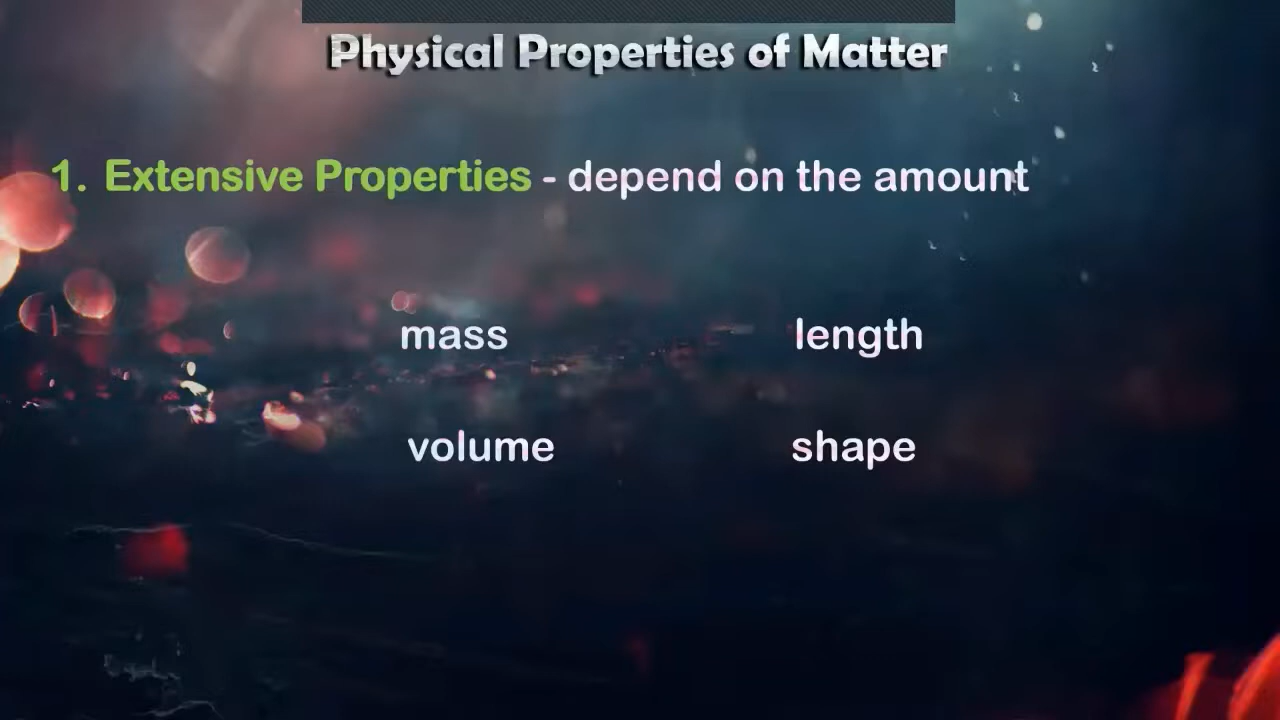 Physical Properties of Matter
1. Extensive Properties - depend on the amount
mass length
volume shape